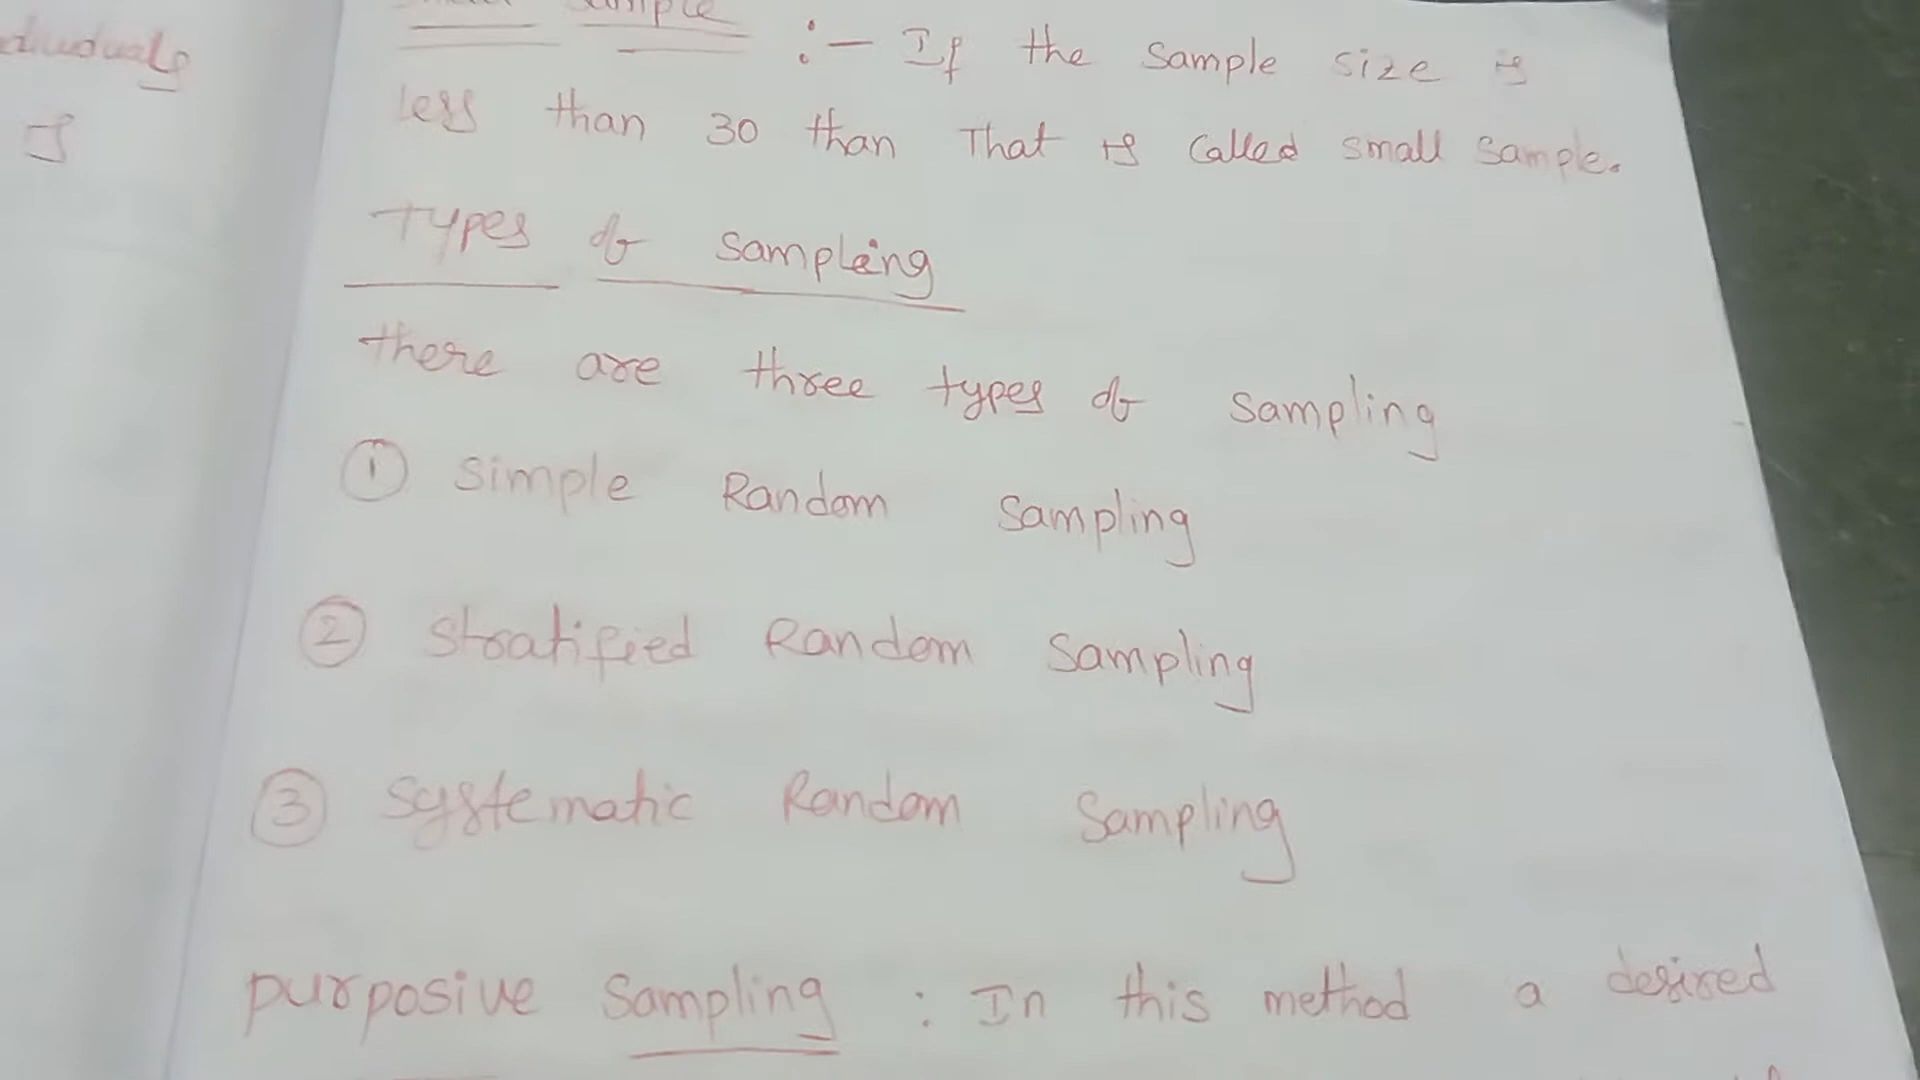 sample :- If the sample size is
less than 30 than That is called small sample.
Types of sampling
there are three types of sampling
① simple Random sampling
② Stratified Random Sampling
③ Systematic Random Sampling
purposive Sampling : In this method a desired